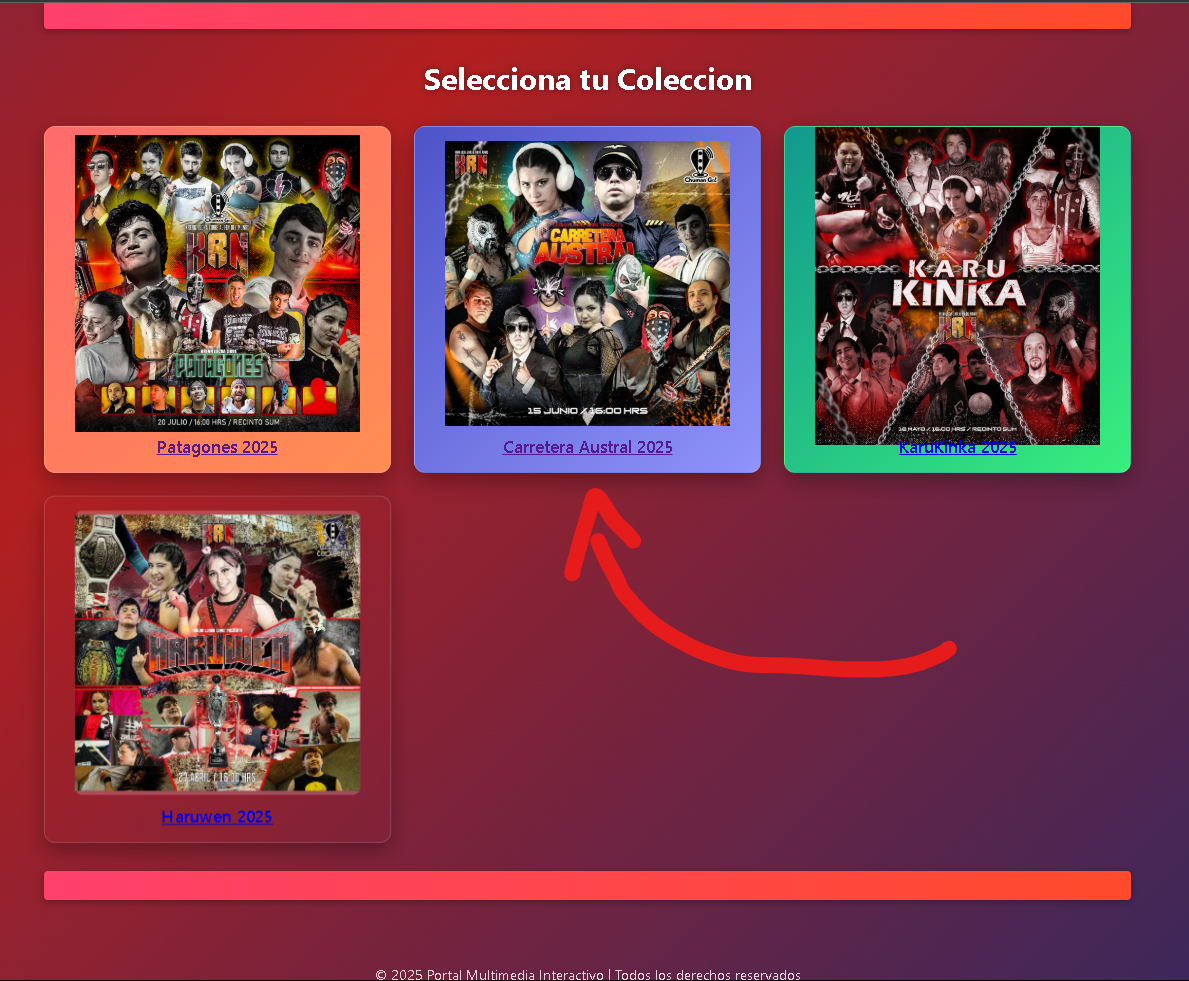 Selecciona tu Coleccion
KRN
PATAGONES
20 JULIO / 16:00 HRS / RECINTO SUM
Patagones 2025
KRN
Chuman Go!
CARRETERA
AUSTRAL
15 JUNIO / 16:00 HRS
Carretera Austral 2025
KARU
KINKA
KRN
18 MAYO / 16:00 HRS / RECINTO SUM
KaruKinka 2025
KRN
HARUWEN
27 ABRIL / 16:00 HRS
Haruwen 2025
© 2025 Portal Multimedia Interactivo | Todos los derechos reservados